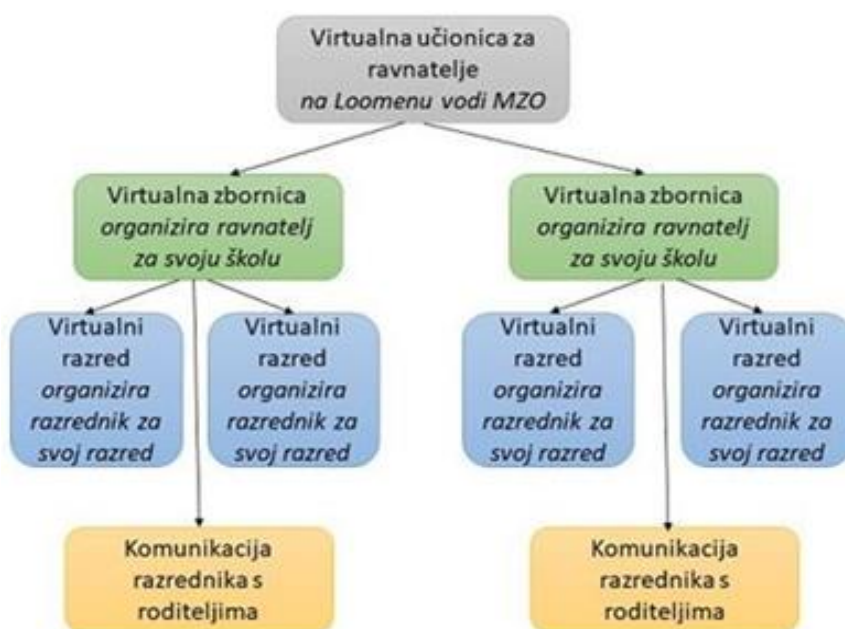 Virtualna učionica za
ravnatelje
na Loomenu vodi MZO
Virtualna zbornica
organizira ravnatelj
za svoju školu
Virtualna zbornica
organizira ravnatelj
za svoju školu
Virtualni
razred
organizira
razrednik za
svoj razred
Virtualni
razred
organizira
razrednik za
svoj razred
Virtualni
razred
organizira
razrednik za
svoj razred
Virtualni
razred
organizira
razrednik za
svoj razred
Komunikacija
razrednika s
roditeljima
Komunikacija
razrednika s
roditeljima